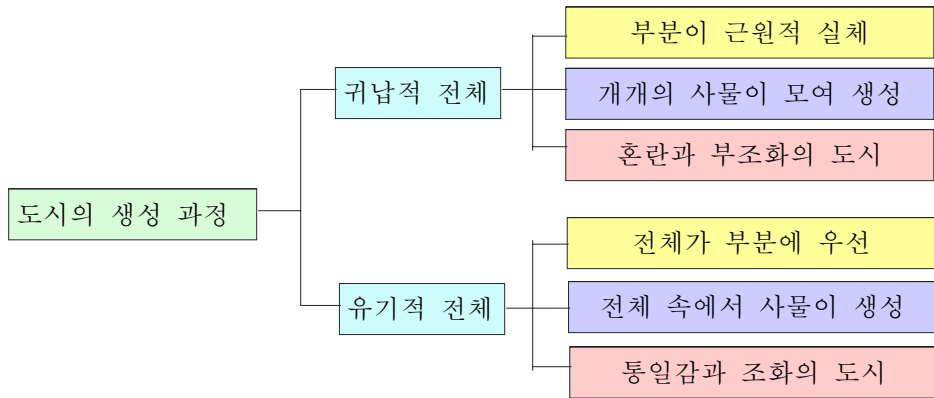 도시의 생성 과정
귀납적 전체
부분이 근원적 실체
개개의 사물이 모여 생성
혼란과 부조화의 도시
유기적 전체
전체가 부분에 우선
전체 속에서 사물이 생성
통일감과 조화의 도시